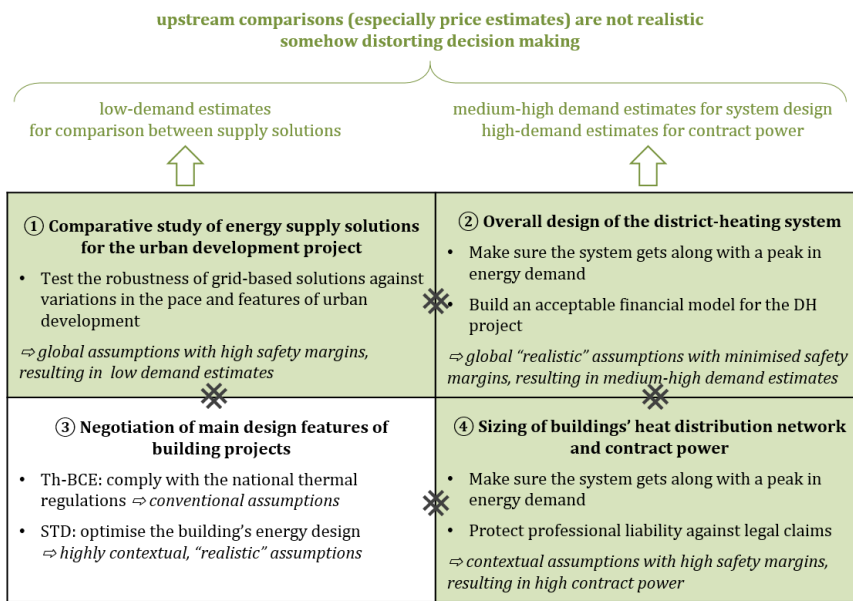 upstream comparisons (especially price estimates) are not realistic
somehow distorting decision making
low-demand estimates
for comparison between supply solutions
medium-high demand estimates for system design
high-demand estimates for contract power
① Comparative study of energy supply solutions
for the urban development project
• Test the robustness of grid-based solutions against
variations in the pace and features of urban
development
⇨ global assumptions with high safety margins,
resulting in low demand estimates
② Overall design of the district-heating system
• Make sure the system gets along with a peak in
energy demand
• Build an acceptable financial model for the DH
project
⇨ global “realistic” assumptions with minimised safety
margins, resulting in medium-high demand estimates
③ Negotiation of main design features of
building projects
• Th-BCE: comply with the national thermal
regulations ⇨ conventional assumptions
• STD: optimise the building’s energy design
⇨ highly contextual, “realistic” assumptions
④ Sizing of buildings’ heat distribution network
and contract power
• Make sure the system gets along with a peak in
energy demand
• Protect professional liability against legal claims
⇨ contextual assumptions with high safety margins,
resulting in high contract power